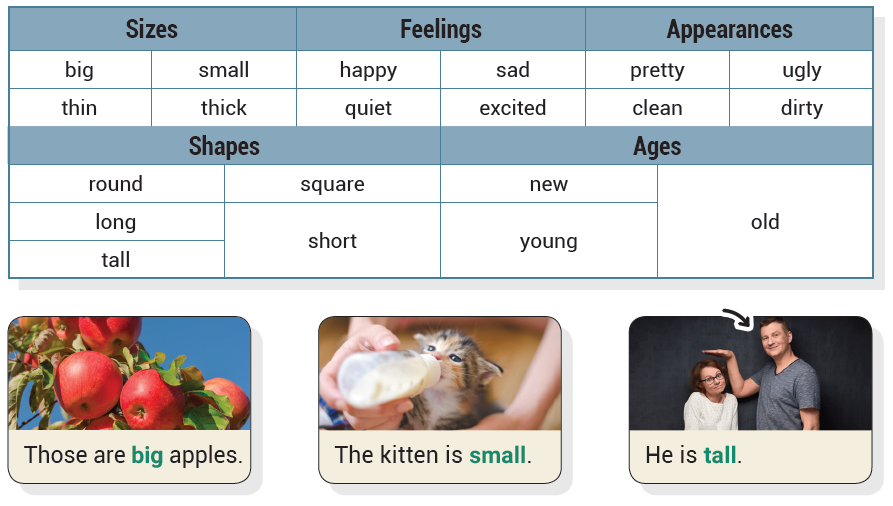 Sizes Feelings Appearances
big small happy sad pretty ugly
thin thick quiet excited clean dirty
Shapes Ages
round square new
long
short young old
tall
Those are big apples.
The kitten is small.
He is tall.